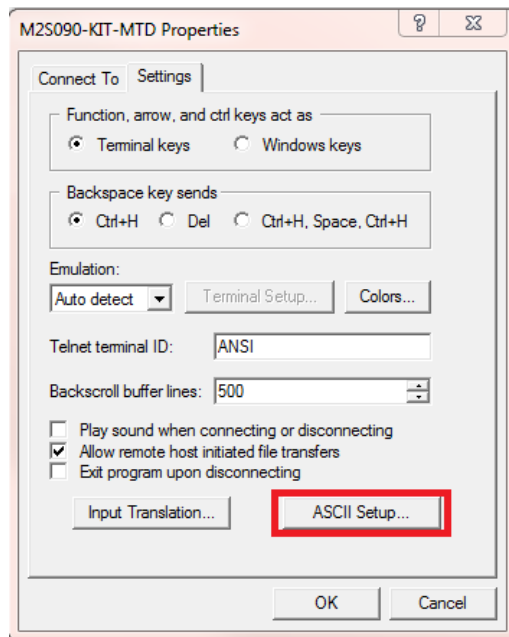 M2S090-KIT-MTD Properties
Connect To Settings
Function, arrow, and ctrl keys act as
Terminal keys Windows keys
Backspace key sends
Ctrl+H Del Ctrl+H, Space, Ctrl+H
Emulation:
Auto detect Terminal Setup... Colors...
Telnet terminal ID: ANSI
Backscroll buffer lines: 500
Play sound when connecting or disconnecting
Allow remote host initiated file transfers
Exit program upon disconnecting
Input Translation... ASCII Setup...
OK Cancel